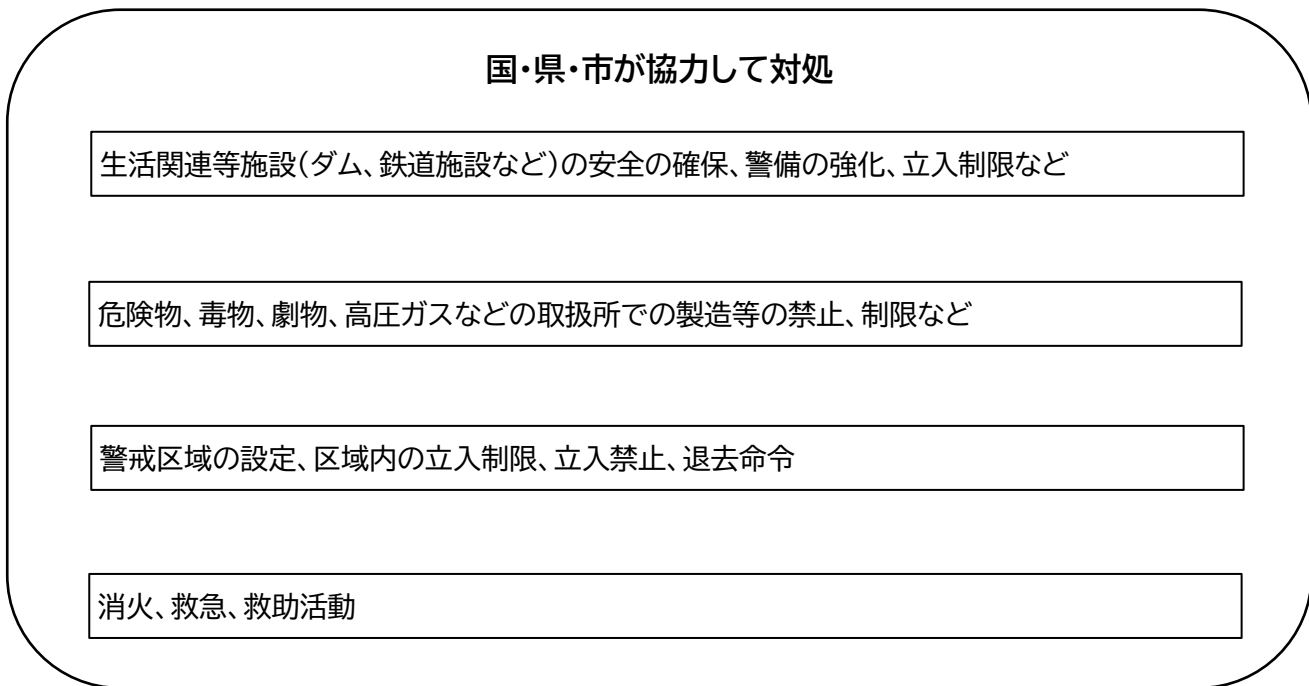 国・県・市が協力して対処
生活関連等施設（ダム、鉄道施設など）の安全の確保、警備の強化、立入制限など
危険物、毒物、劇物、高圧ガスなどの取扱所での製造等の禁止、制限など
警戒区域の設定、区域内の立入制限、立入禁止、退去命令
消火、救急、救助活動